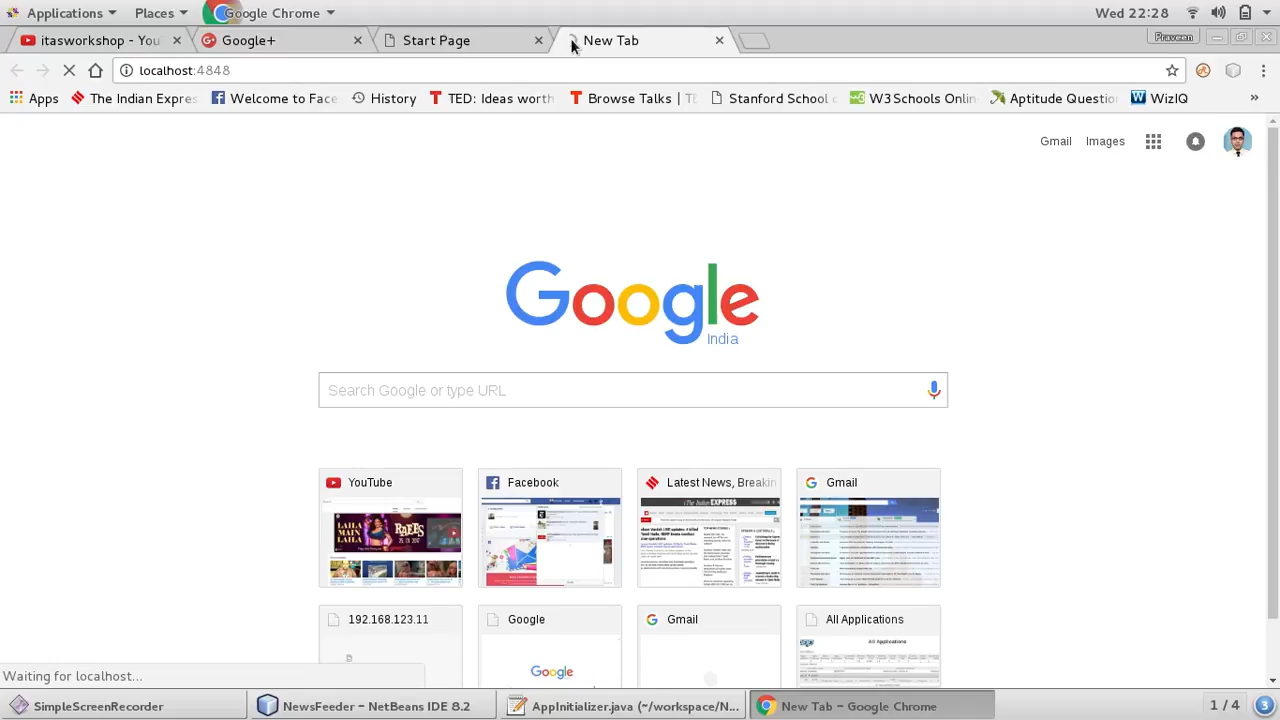 Applications Places Google Chrome Wed 22:28
itasworkshop - You Google+ Start Page New Tab Praveen
localhost:4848
Apps The Indian Expres Welcome to Face History TED: Ideas worth Browse Talks | TE Stanford School o W3Schools Onlin Aptitude Questio WizIQ »
Gmail Images
Google
India
Search Google or type URL
YouTube Facebook Latest News, Breakin Gmail
192.168.123.11 Google Gmail All Applications
Waiting for localhost...
SimpleScreenRecorder NewsFeeder - NetBeans IDE 8.2 AppInitializer.java (~/workspace/N... New Tab - Google Chrome 1 / 4 3